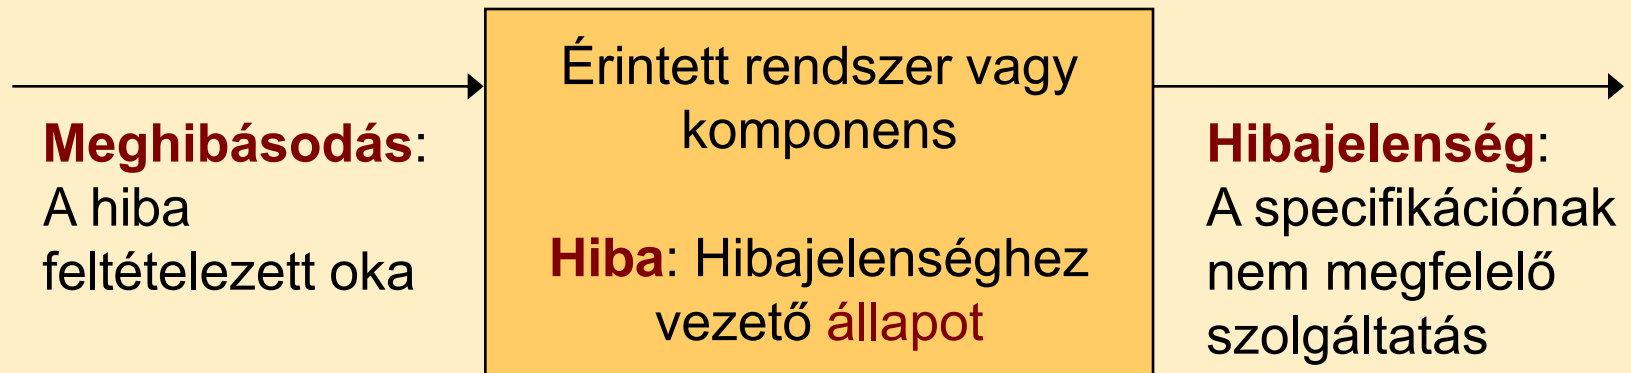 Meghibásodás:
A hiba
feltételezett oka
Érintett rendszer vagy
komponens
Hiba: Hibajelenséghez
vezető állapot
Hibajelenség:
A specifikációnak
nem megfelelő
szolgáltatás